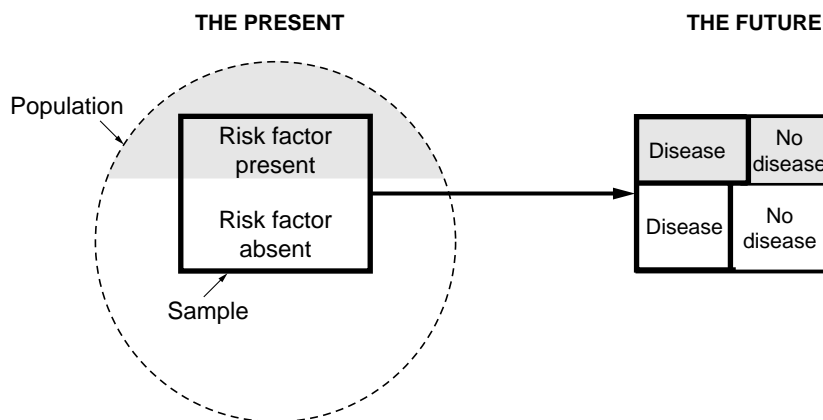 THE PRESENT
THE FUTURE
Population
Risk factor
present
Risk factor
absent
Sample
Disease
No
disease
Disease
No
disease